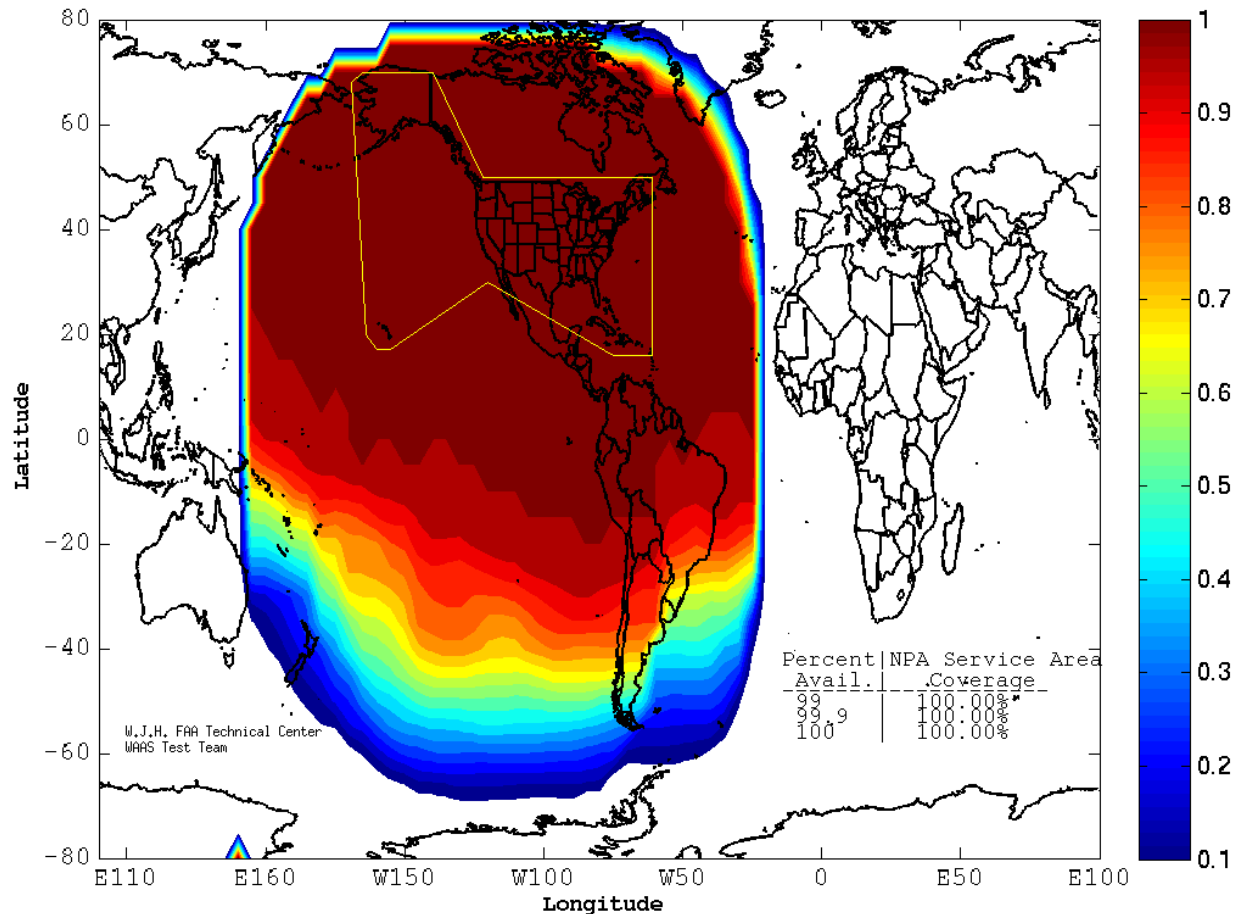 80
60
40
20
0
-20
-40
-60
-80
Latitude
E110 E160 W150 W100 W50 0 E50 E100
Longitude
1
0.9
0.8
0.7
0.6
0.5
0.4
0.3
0.2
0.1
Percent|NPA Service Area
Avail.| Coverage
99 | 100.00%
99.9 | 100.00%
100 | 100.00%
W.J.H. FAA Technical Center
WAAS Test Team